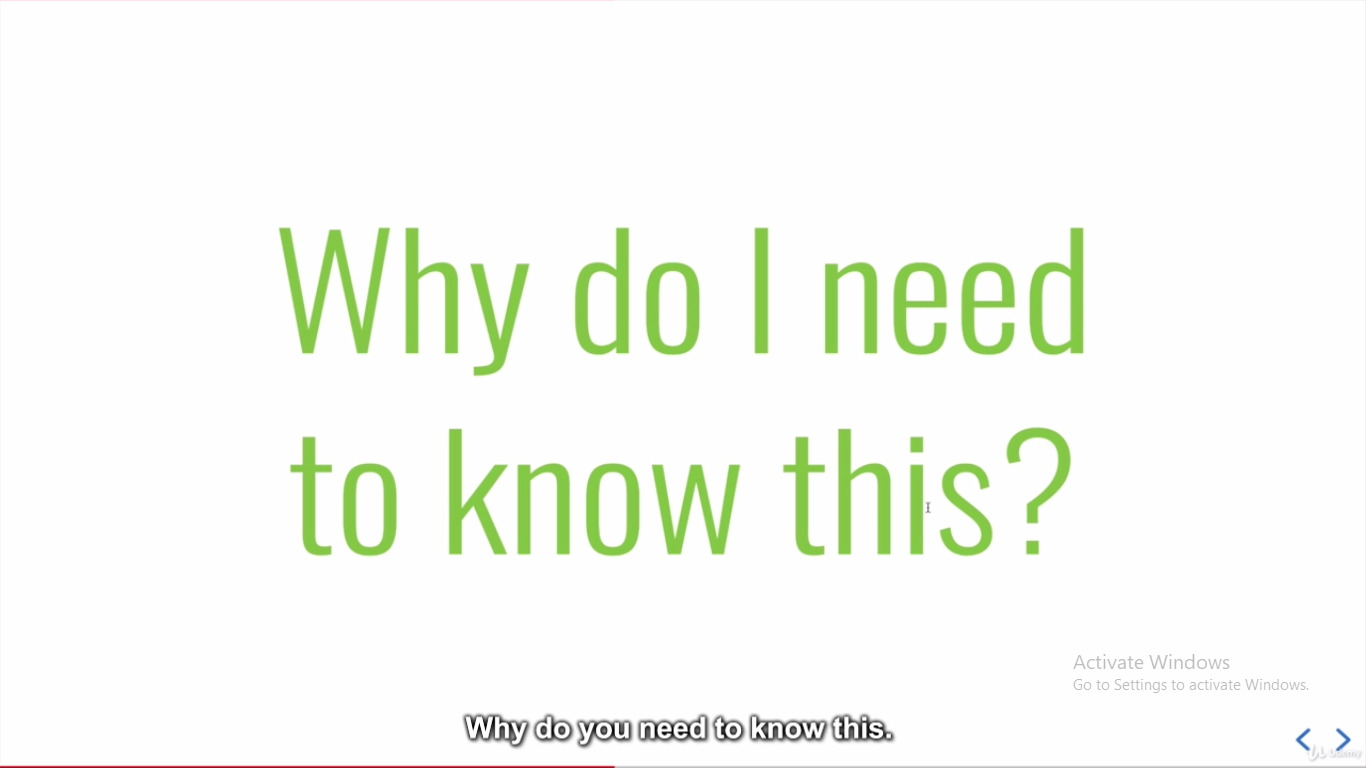 Why do I need
to know this?
Activate Windows
Go to Settings to activate Windows.
Why do you need to know this.
Udemy